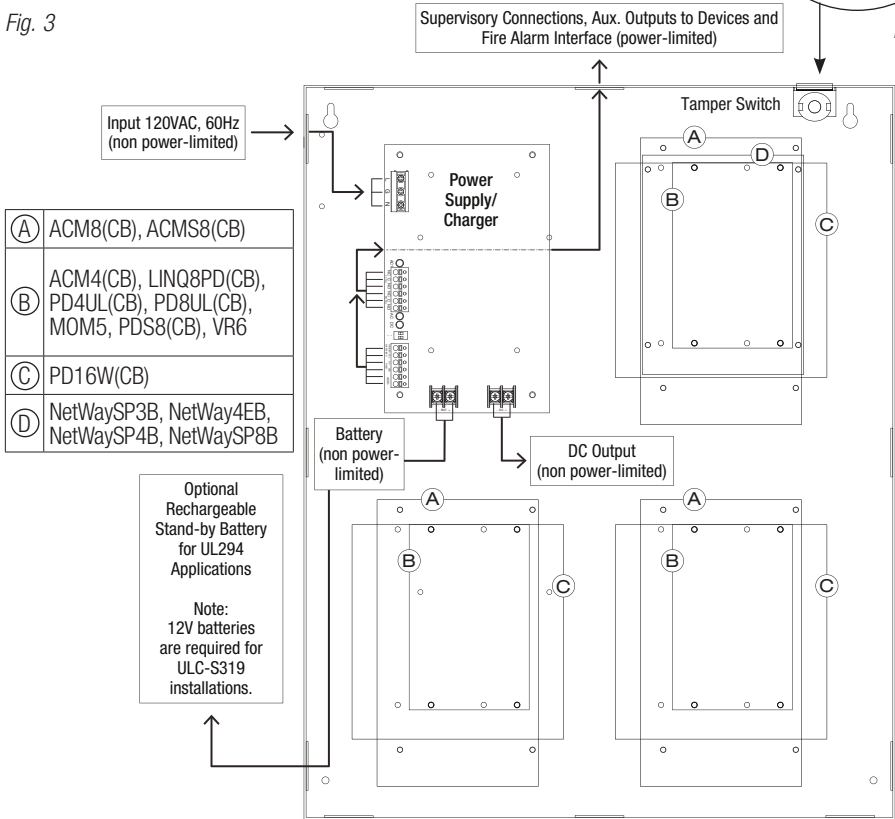 Fig. 3
Supervisory Connections, Aux. Outputs to Devices and
Fire Alarm Interface (power-limited)
Input 120VAC, 60Hz
(non power-limited)
Tamper Switch
A
D
B
C
Power
Supply/
Charger
L
G
N
A ACM8(CB), ACMS8(CB)
B ACM4(CB), LINQ8PD(CB),
PD4UL(CB), PD8UL(CB),
MOM5, PDS8(CB), VR6
C PD16W(CB)
D NetWaySP3B, NetWay4EB,
NetWaySP4B, NetWaySP8B
Battery
(non power-
limited)
DC Output
(non power-limited)
Optional
Rechargeable
Stand-by Battery
for UL294
Applications
Note:
12V batteries
are required for
ULC-S319
installations.
A
B
C
A
B
C